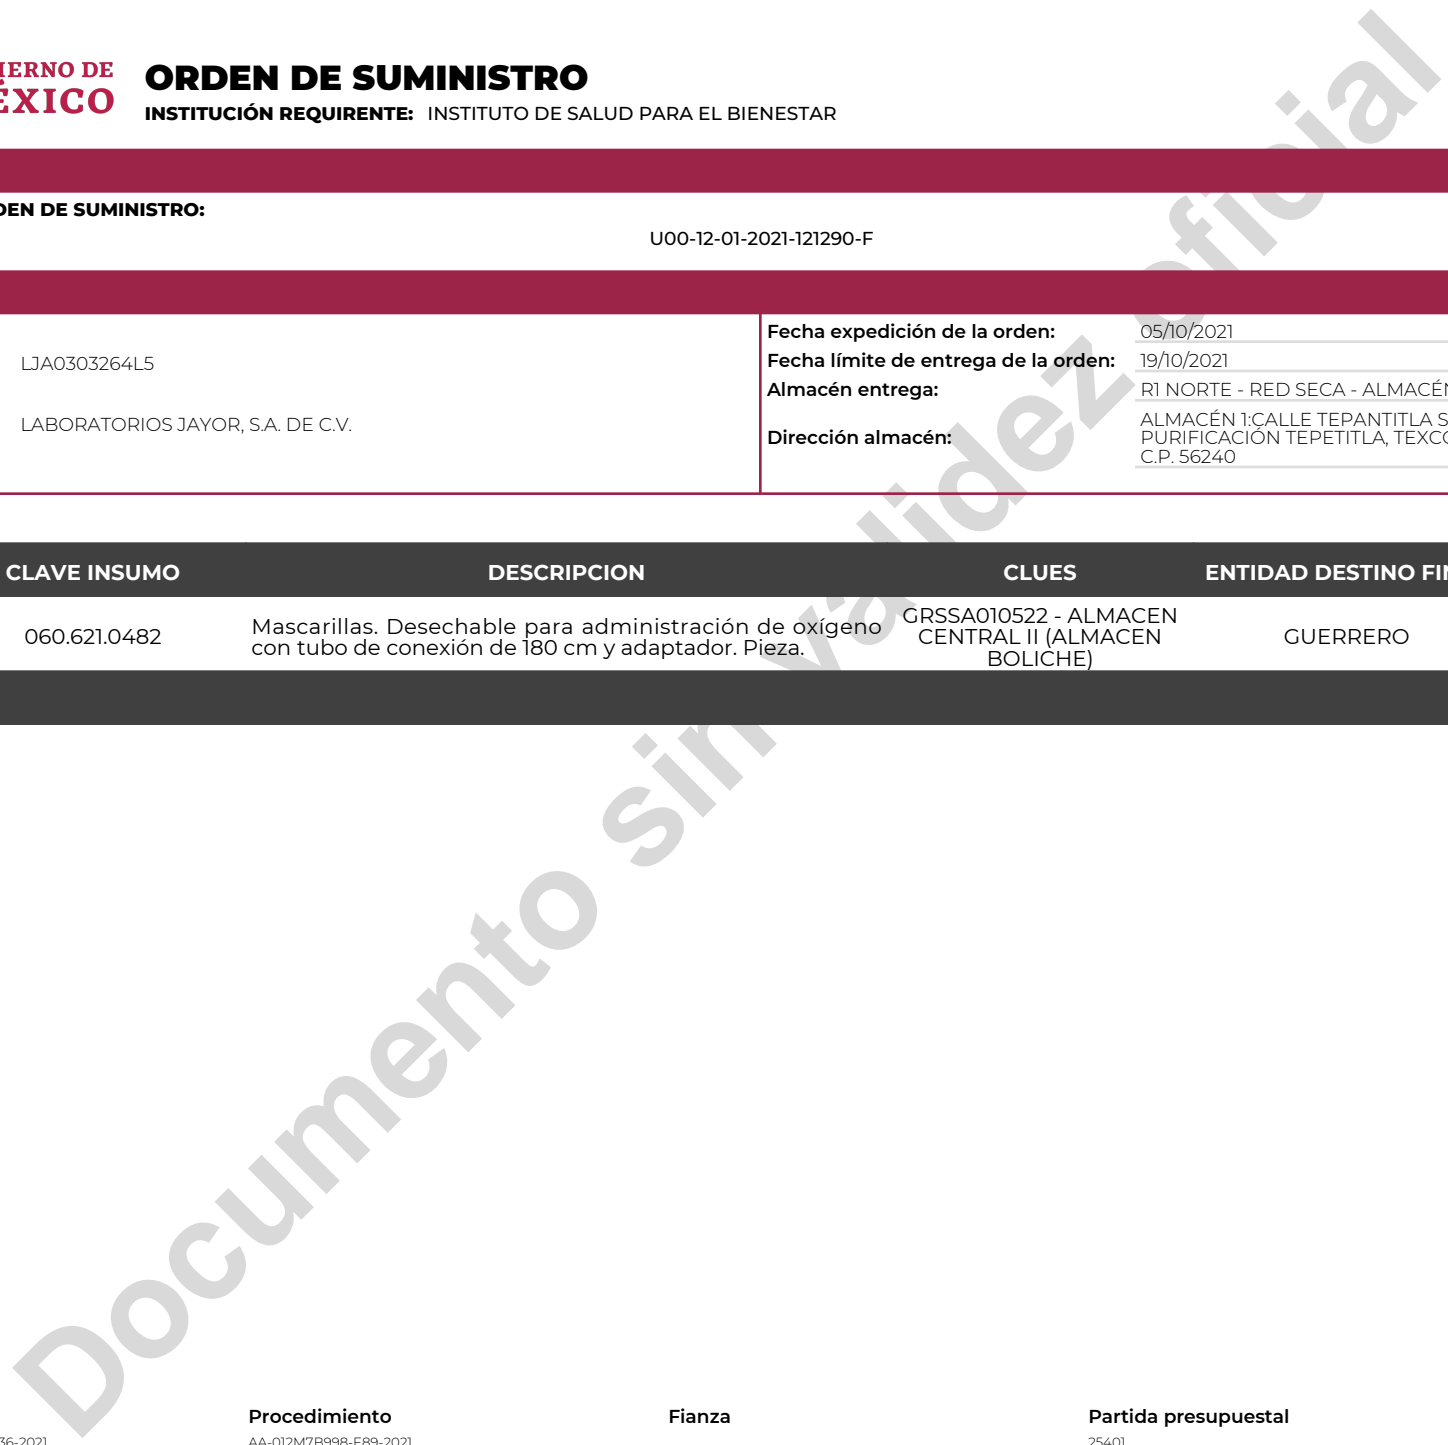 IERNO DE
ÉXICO
ORDEN DE SUMINISTRO
INSTITUCIÓN REQUIRENTE: INSTITUTO DE SALUD PARA EL BIENESTAR
DEN DE SUMINISTRO:
U00-12-01-2021-121290-F
LJA0303264L5
LABORATORIOS JAYOR, S.A. DE C.V.
Fecha expedición de la orden: 05/10/2021
Fecha límite de entrega de la orden: 19/10/2021
Almacén entrega: R1 NORTE - RED SECA - ALMACÉN
Dirección almacén: ALMACÉN 1:CALLE TEPANTITLA S
PURIFICACIÓN TEPETITLA, TEXCO
C.P. 56240
CLAVE INSUMO DESCRIPCION CLUES ENTIDAD DESTINO FIN
060.621.0482
Mascarillas. Desechable para administración de oxígeno
con tubo de conexión de 180 cm y adaptador. Pieza.
GRSSA010522 - ALMACEN
CENTRAL II (ALMACEN
BOLICHE)
GUERRERO
Documento sin validez oficial
Procedimiento Fianza Partida presupuestal
36-2021 AA-012M7B998-E89-2021 25401